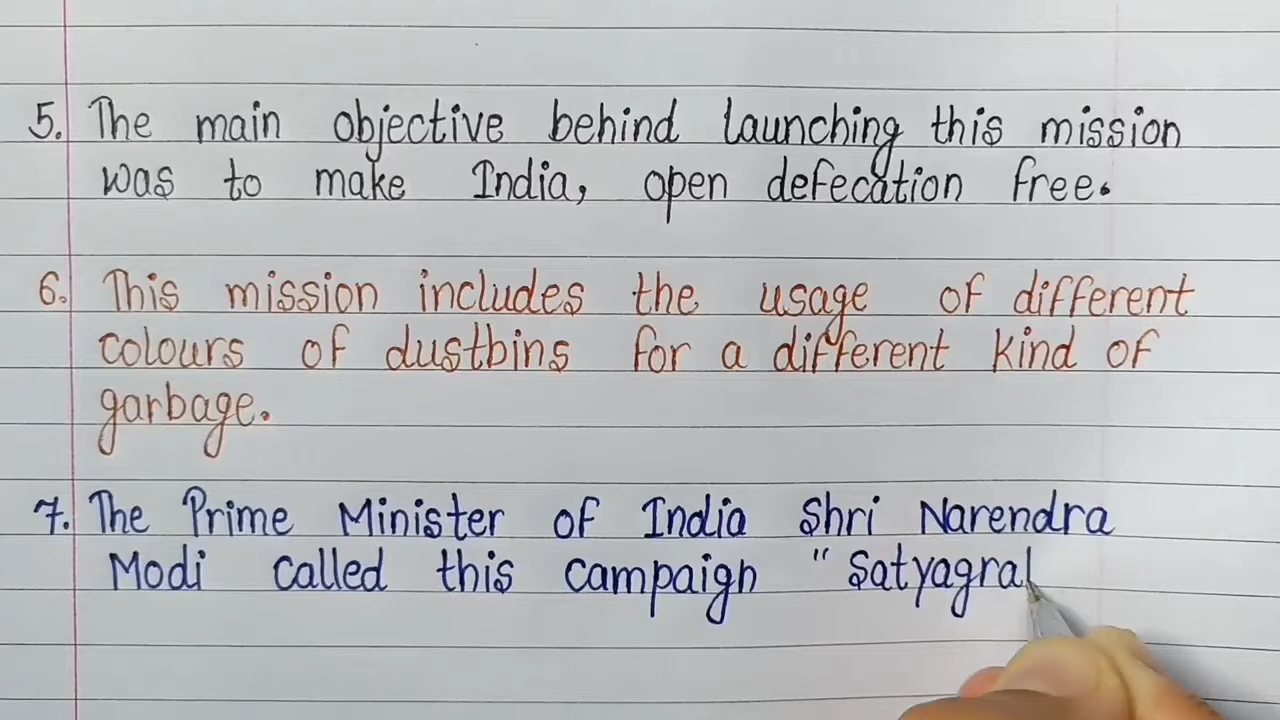 5. The main objective behind launching this mission
was to make India, open defecation free.
6. This mission includes the usage of different
colours of dustbins for a different kind of
garbage.
7. The Prime Minister of India Shri Narendra
Modi called this campaign "Satyagral